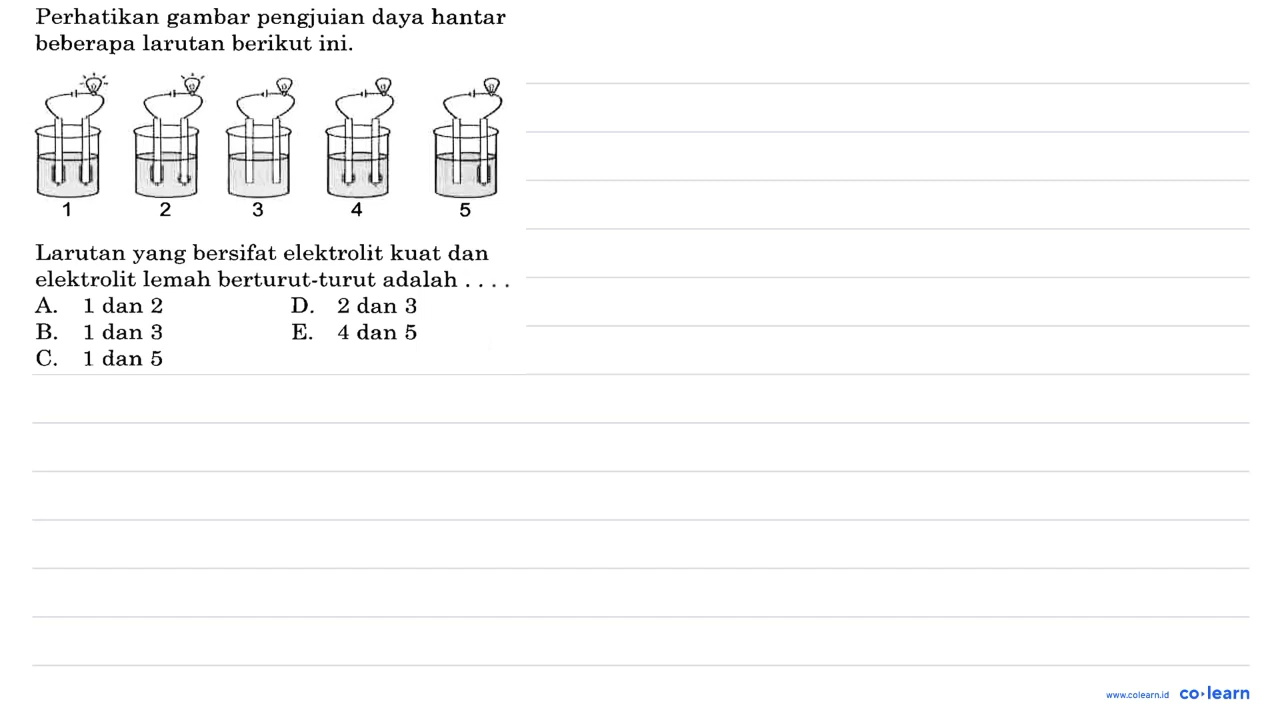 Perhatikan gambar pengjuian daya hantar
beberapa larutan berikut ini.
1 2 3 4 5
Larutan yang bersifat elektrolit kuat dan
elektrolit lemah berturut-turut adalah . . . .
A. 1 dan 2 D. 2 dan 3
B. 1 dan 3 E. 4 dan 5
C. 1 dan 5
www.colearn.id co·learn